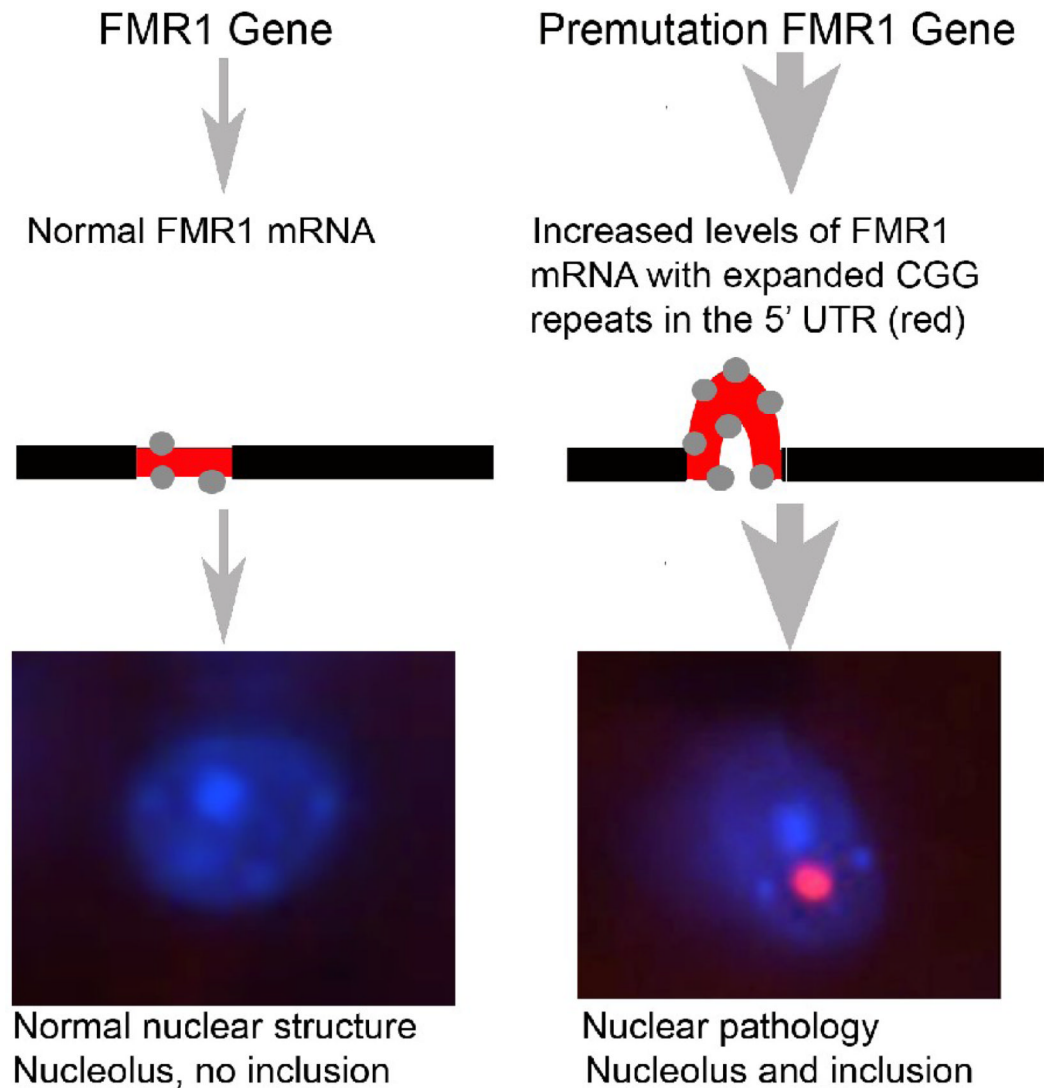 FMR1 Gene
Premutation FMR1 Gene
Normal FMR1 mRNA
Increased levels of FMR1
mRNA with expanded CGG
repeats in the 5' UTR (red)
Normal nuclear structure
Nucleolus, no inclusion
Nuclear pathology
Nucleolus and inclusion